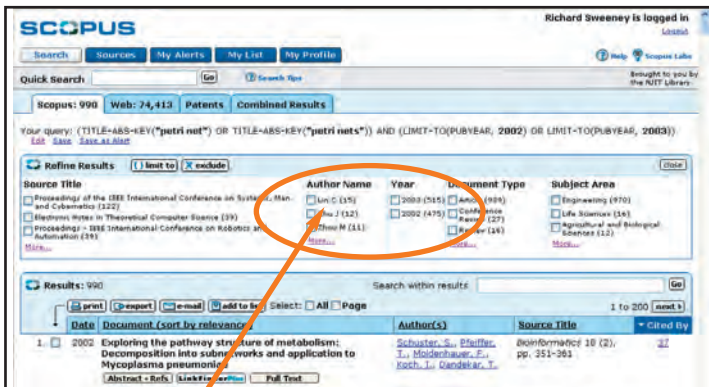 SCOPUS
Richard Sweeney is logged in
Logout
Search Sources My Alerts My List My Profile
Help Scopus Labs
Quick Search Go Search Tips
Brought to you by
the NJIT Library
Scopus: 990 Web: 74,413 Patents Combined Results
Your query: (TITLE-ABS-KEY("petri net") OR TITLE-ABS-KEY("petri nets")) AND (LIMIT-TO(PUBYEAR, 2002) OR LIMIT-TO(PUBYEAR, 2003))
Edit Save Save as Alert
Refine Results limit to exclude close
Source Title Author Name Year Document Type Subject Area
Proceedings of the IEEE International Conference on Systems, Man- Lin C (15) 2003 (515) Article (909) Engineering (970)
and Cybernetics (122) J (12) 2002 (475) Conference Life Sciences (16)
Electronic Notes in Theoretical Computer Science (39) Zhou M (11) Review (27) Agricultural and Biological
Proceedings - IEEE International Conference on Robotics and More... Review (16) Sciences (12)
Automation (39) More... More...
More...
Results: 990 Search within results Go
print export e-mail add to list Select: All Page 1 to 200 next
Date Document (sort by relevance) Author(s) Source Title Cited By
1. 2002 Exploring the pathway structure of metabolism: Schuster, S., Pfeiffer, Bioinformatics 18 (2), 37
Decomposition into subnetworks and application to T., Moldenhauer, F., pp. 351-361
Mycoplasma pneumoniae Koch, I., Dandekar, T.
Abstract + Refs LinkFinderPlus Full Text